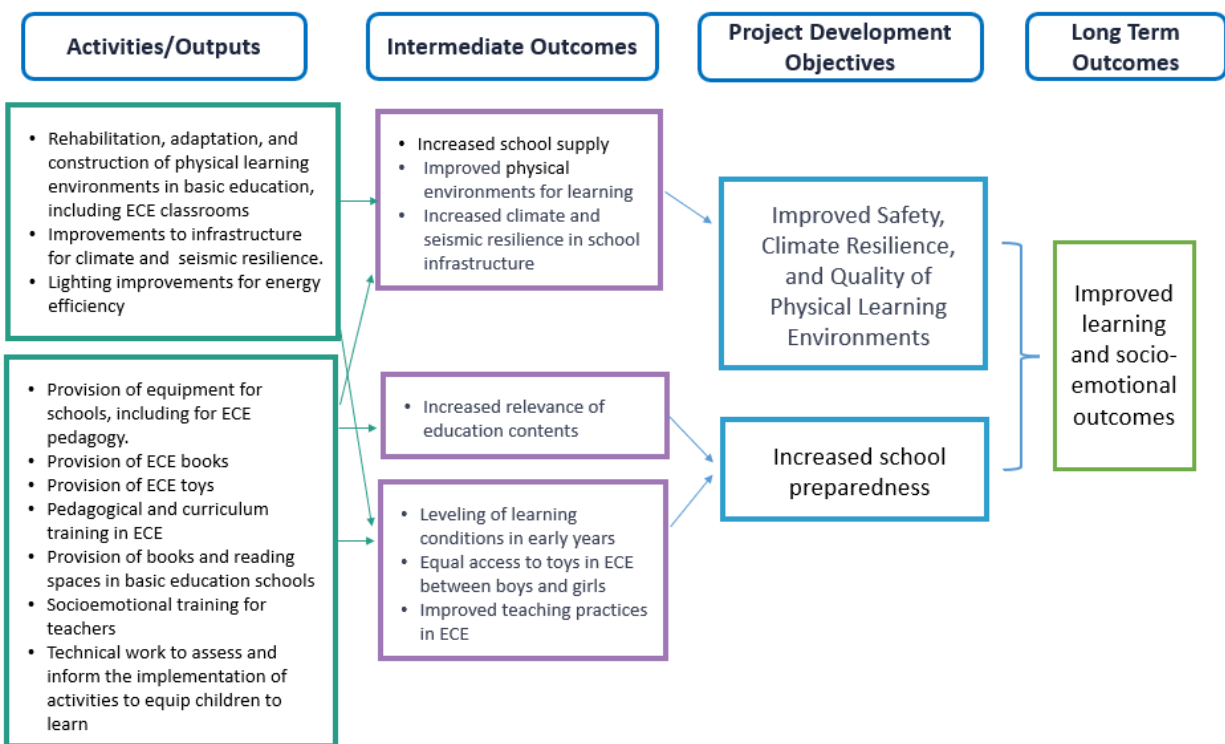 Activities/Outputs
Intermediate Outcomes
Project Development
Objectives
Long Term
Outcomes
• Rehabilitation, adaptation, and
construction of physical learning
environments in basic education,
including ECE classrooms
• Improvements to infrastructure
for climate and  seismic resilience.
• Lighting improvements for energy
efficiency
• Provision of equipment for
schools, including for ECE
pedagogy.
• Provision of ECE books
• Provision of ECE toys
• Pedagogical and curriculum
training in ECE
• Provision of books and reading
spaces in basic education schools
• Socioemotional training for
teachers
• Technical work to assess and
inform the implementation of
activities to equip children to
learn
• Increased school supply
• Improved physical
environments for learning
• Increased climate and
seismic resilience in school
infrastructure
• Increased relevance of
education contents
• Leveling of learning
conditions in early years
• Equal access to toys in ECE
between boys and girls
• Improved teaching practices
in ECE
Improved Safety,
Climate Resilience,
and Quality of
Physical Learning
Environments
Increased school
preparedness
Improved
learning
and socio-
emotional
outcomes